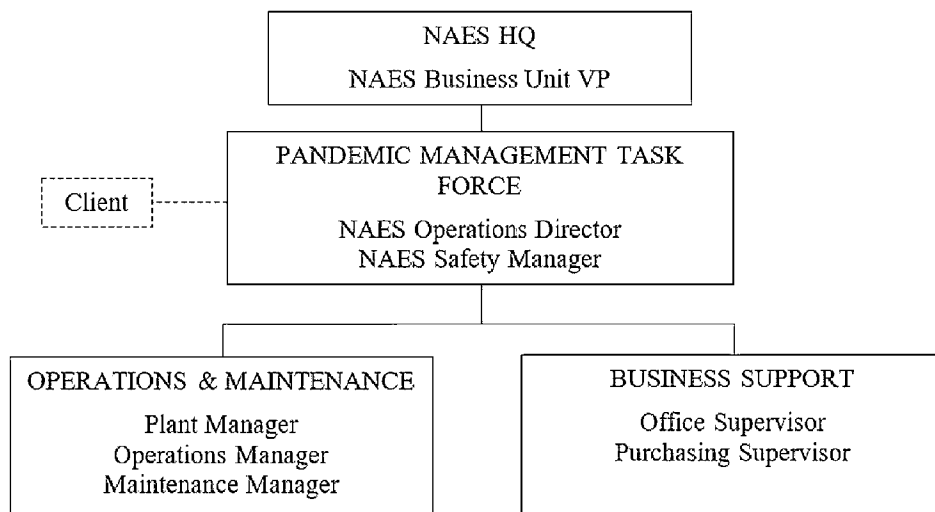 NAES HQ
NAES Business Unit VP
PANDEMIC MANAGEMENT TASK
FORCE
Client
NAES Operations Director
NAES Safety Manager
OPERATIONS & MAINTENANCE
Plant Manager
Operations Manager
Maintenance Manager
BUSINESS SUPPORT
Office Supervisor
Purchasing Supervisor